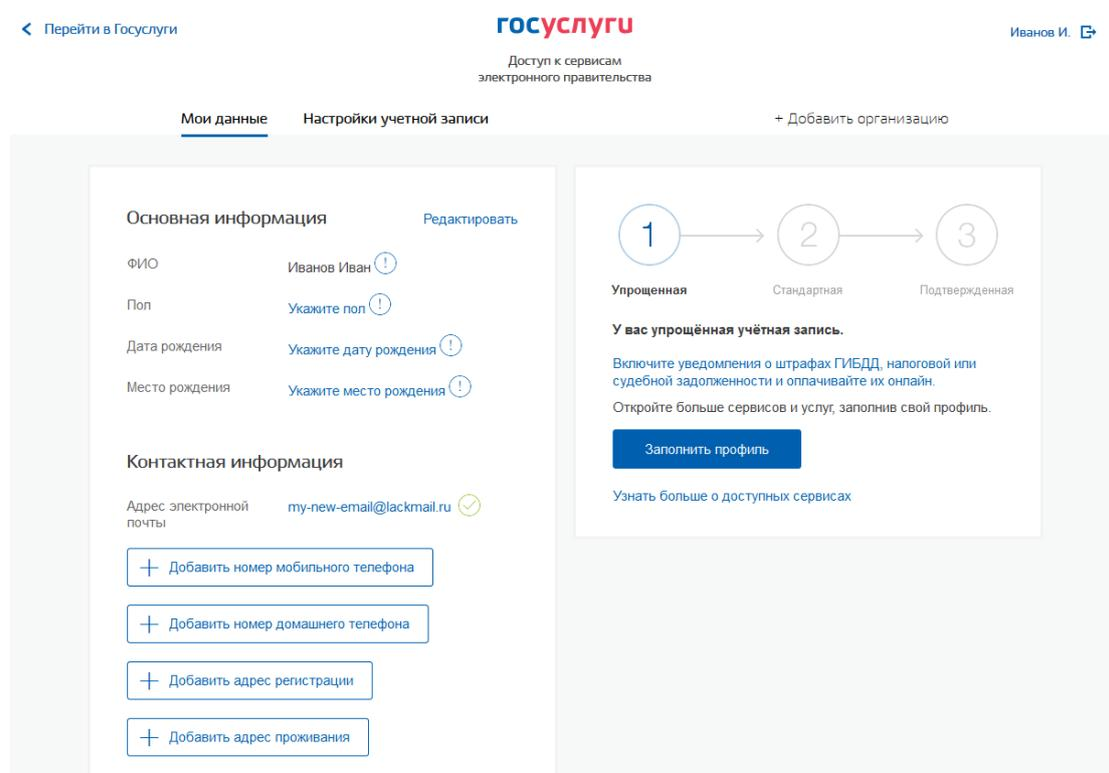 Перейти в Госуслуги
госуслуги
Иванов И.
Доступ к сервисам
электронного правительства
Мои данные
Настройки учетной записи
+ Добавить организацию
Основная информация
Редактировать
ФИО
Иванов Иван
Пол
Укажите пол
Дата рождения
Укажите дату рождения
Место рождения
Укажите место рождения
Контактная информация
Адрес электронной
почты
my-new-email@lackmail.ru
Добавить номер мобильного телефона
Добавить номер домашнего телефона
Добавить адрес регистрации
Добавить адрес проживания
1
2
3
Упрощенная
Стандартная
Подтвержденная
У вас упрощённая учётная запись.
Включите уведомления о штрафах ГИБДД, налоговой или
судебной задолженности и оплачивайте их онлайн.
Откройте больше сервисов и услуг, заполнив свой профиль.
Заполнить профиль
Узнать больше о доступных сервисах